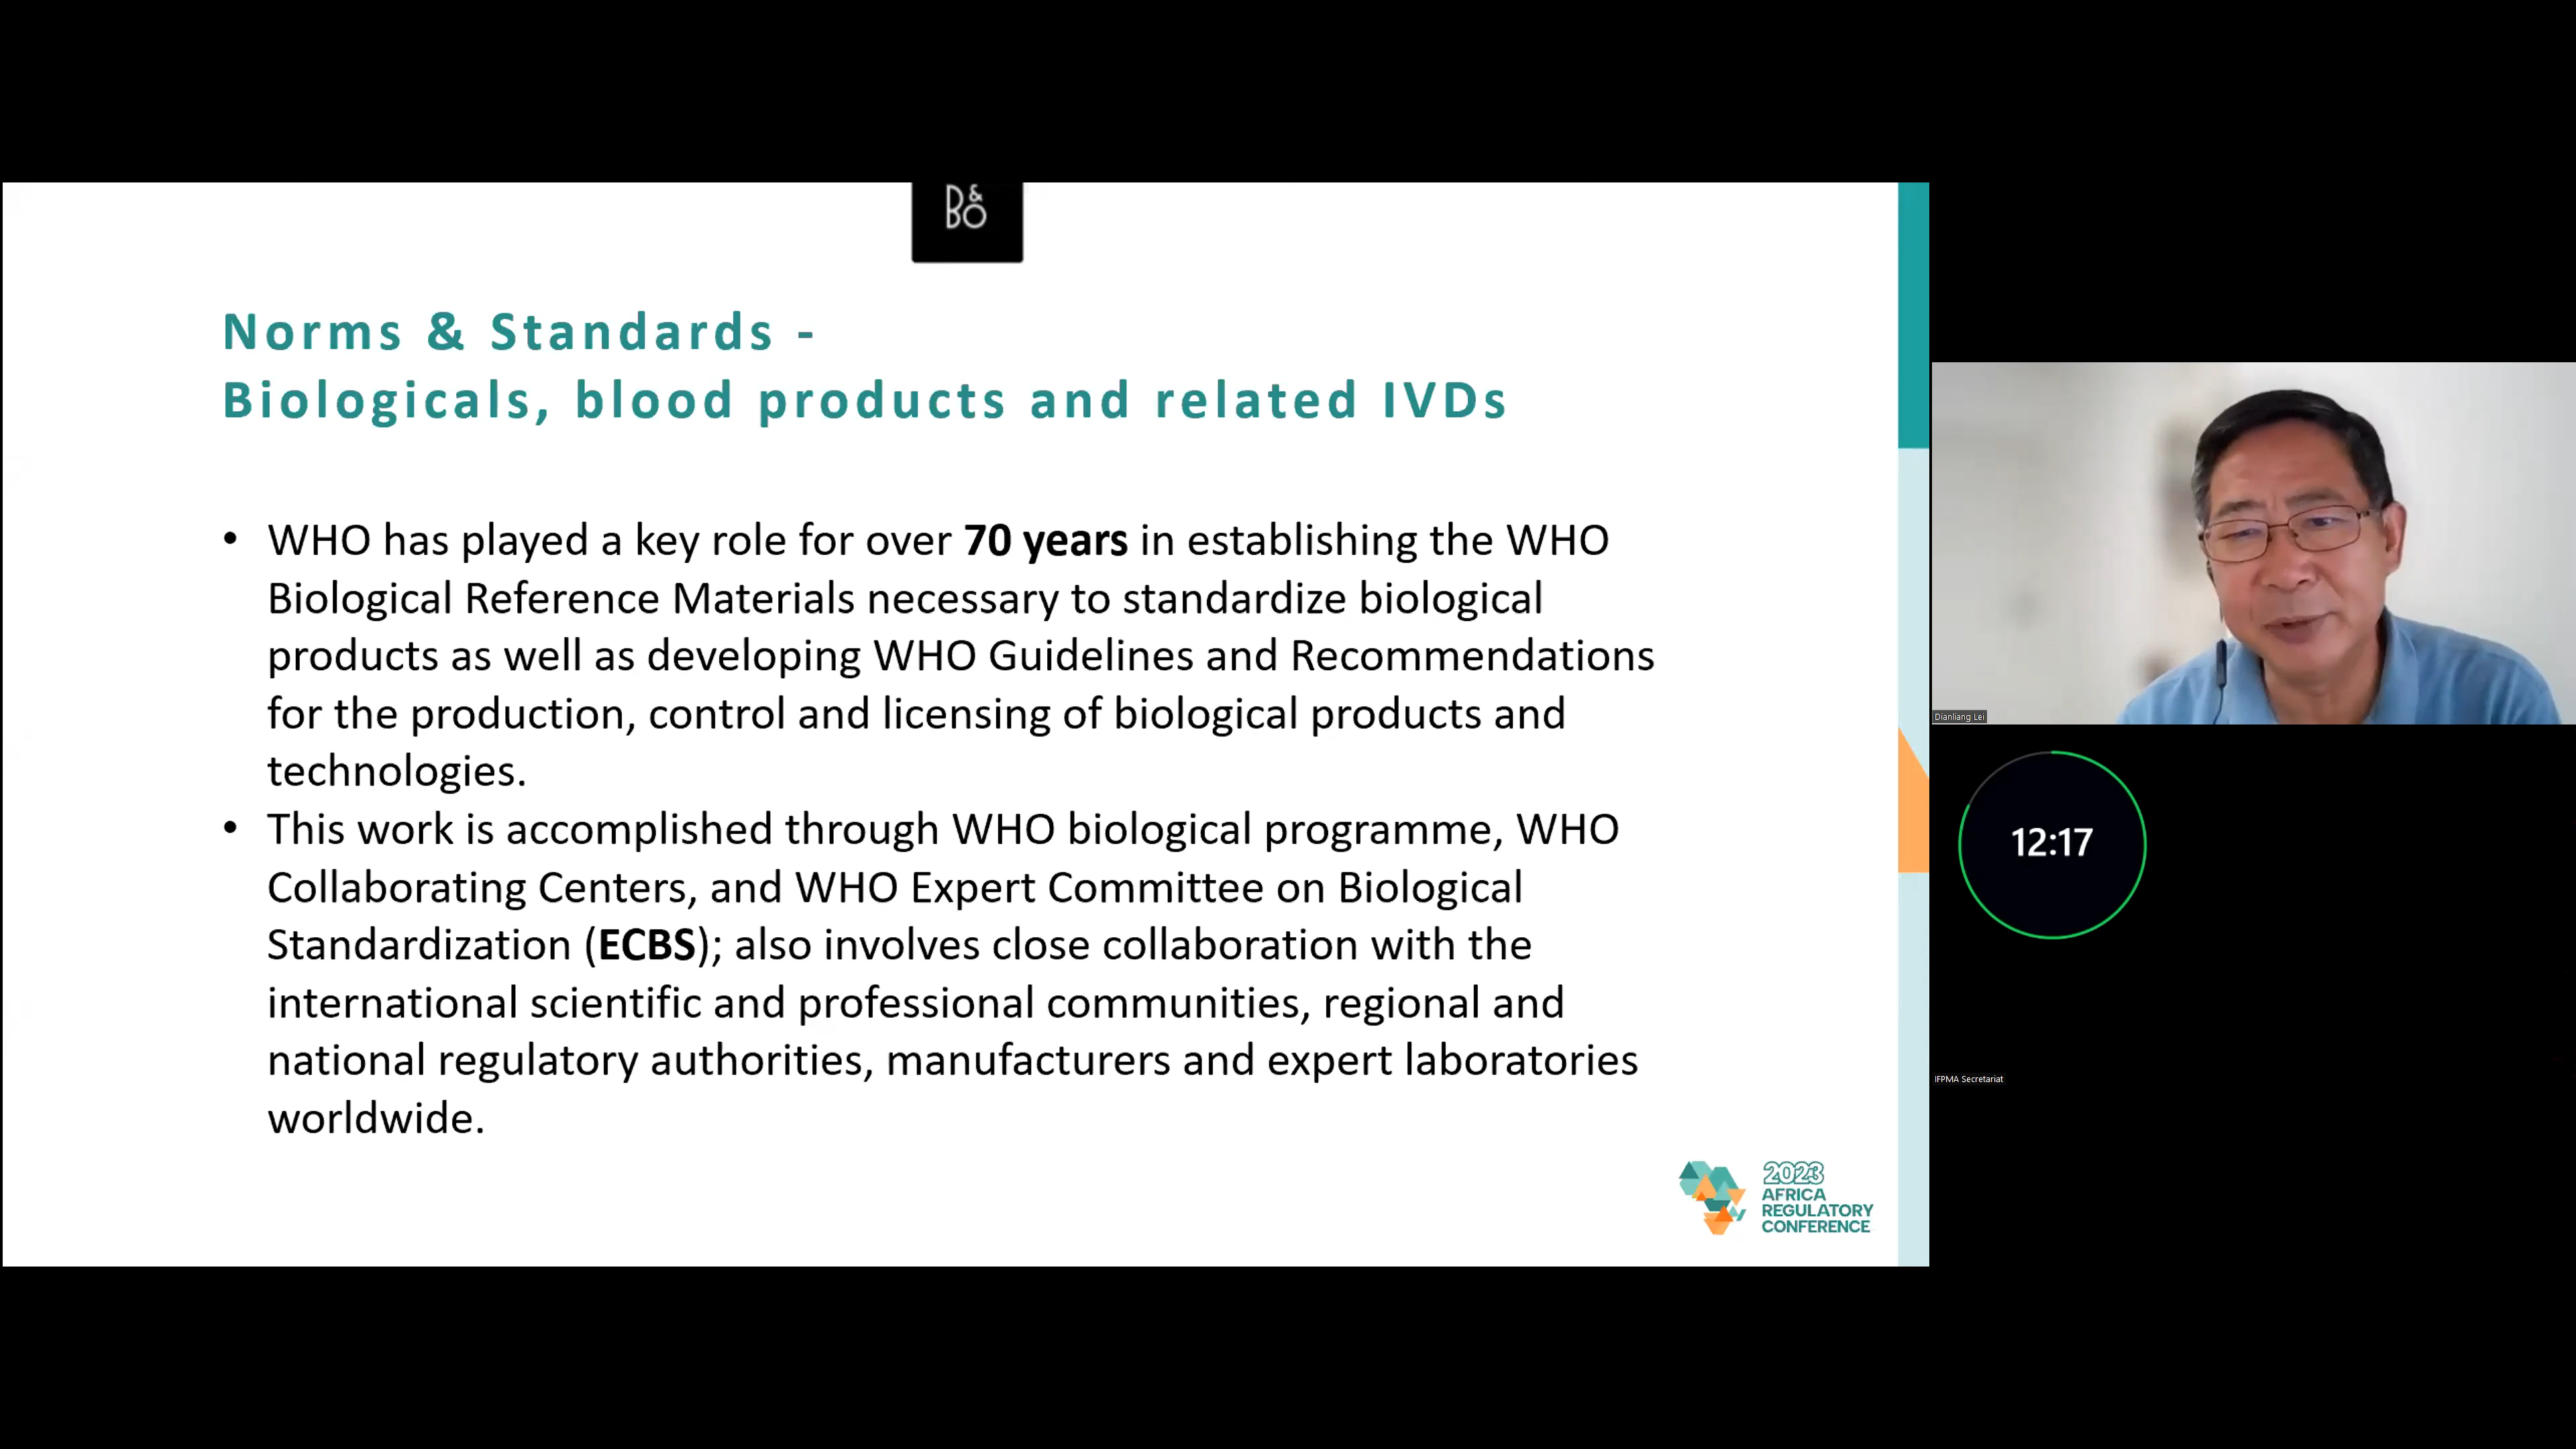 B&O
Norms & Standards -
Biologicals, blood products and related IVDs
• WHO has played a key role for over 70 years in establishing the WHO
Biological Reference Materials necessary to standardize biological
products as well as developing WHO Guidelines and Recommendations
for the production, control and licensing of biological products and
technologies.
• This work is accomplished through WHO biological programme, WHO
Collaborating Centers, and WHO Expert Committee on Biological
Standardization (ECBS); also involves close collaboration with the
international scientific and professional communities, regional and
national regulatory authorities, manufacturers and expert laboratories
worldwide.
2023
AFRICA
REGULATORY
CONFERENCE
Dianliang Lei
12:17
IFPMA Secretariat